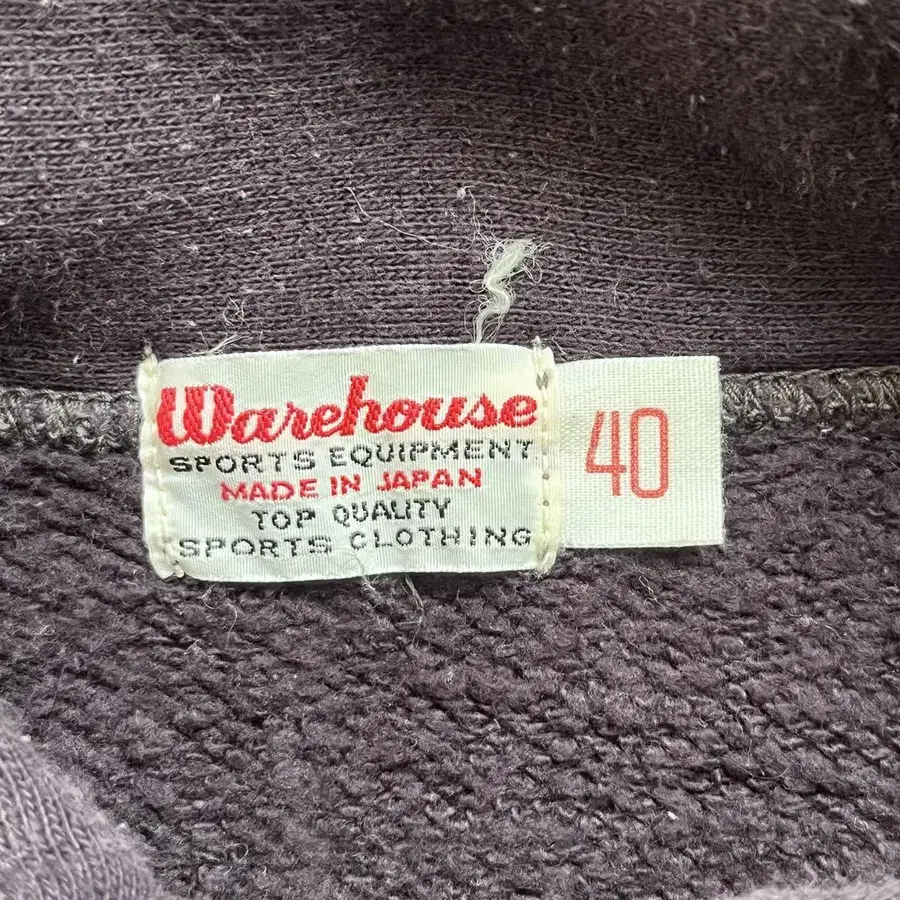 Warehouse
SPORTS EQUIPMENT
MADE IN JAPAN
TOP QUALITY
SPORTS CLOTHING
40